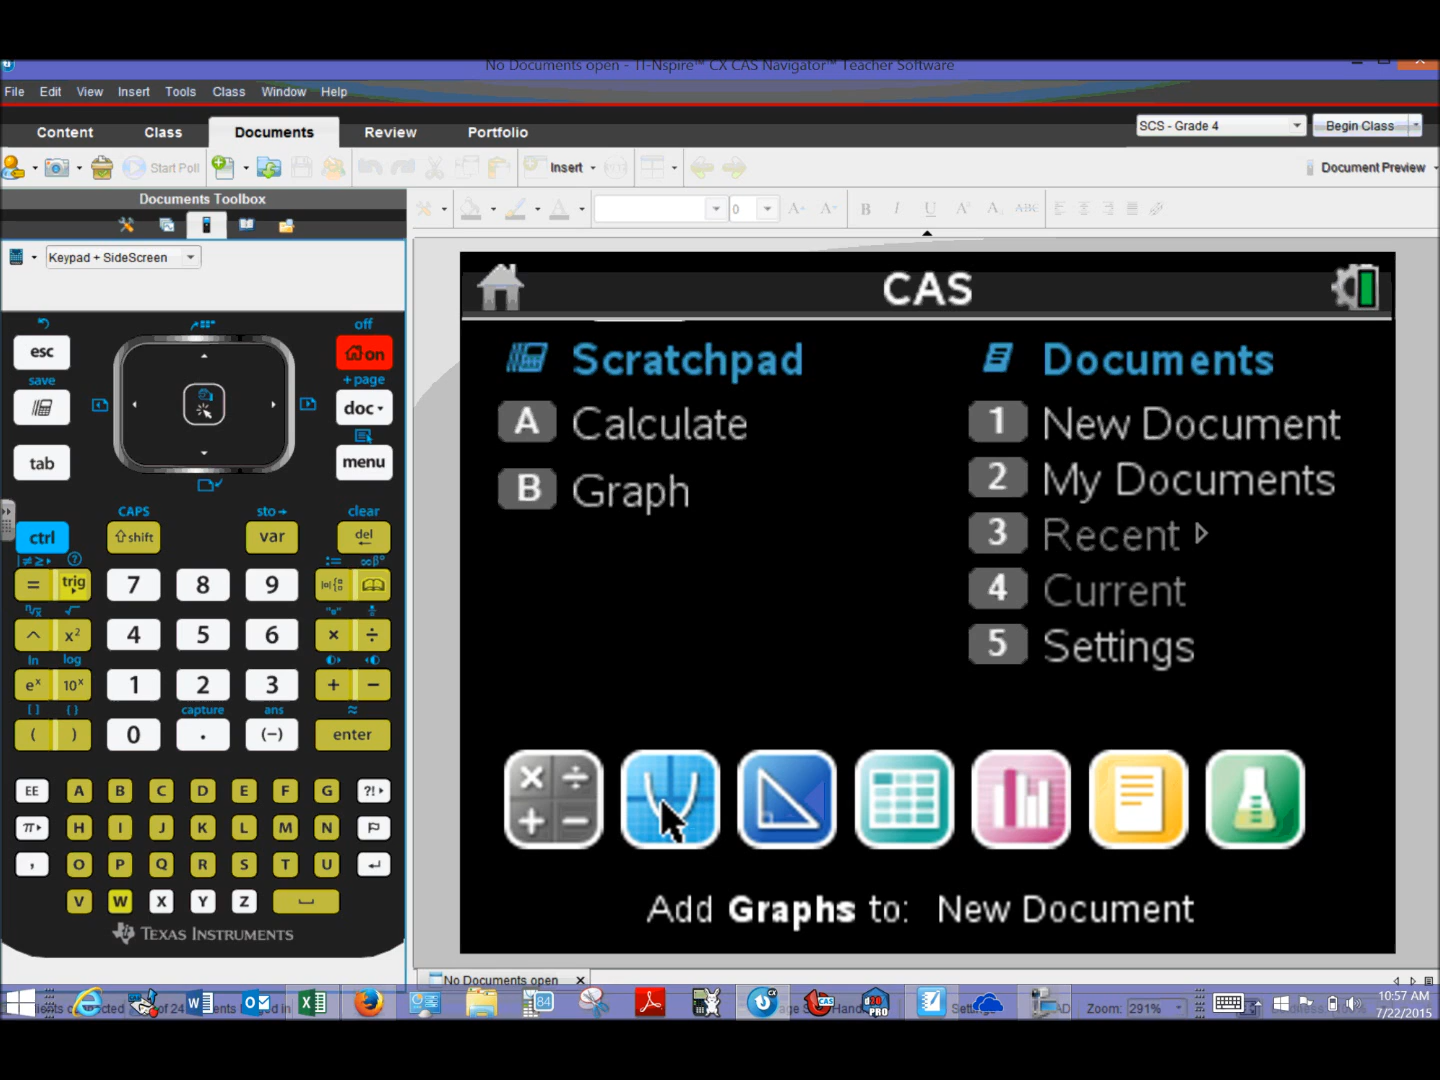 No Documents open - TI-Nspire™ CX CAS Navigator™ Teacher Software
File Edit View Insert Tools Class Window Help
Content Class Documents Review Portfolio
SCS - Grade 4 Begin Class
Start Poll Insert Document Preview
Documents Toolbox
0 B I U ABC
Keypad + SideScreen
CAS
Scratchpad
A Calculate
B Graph
Documents
1 New Document
2 My Documents
3 Recent
4 Current
5 Settings
Add Graphs to: New Document
off
esc on
save + page
doc
tab menu
CAPS sto→ clear
ctrl shift var del
= trig 7 8 9
^ x² 4 5 6 × ÷
ln log
eˣ 10ˣ 1 2 3 + −
[ ] { } capture ans ≈
( ) 0 . (−) enter
EE A B C D E F G ?!
π H I J K L M N
, O P Q R S T U
V W X Y Z
TEXAS INSTRUMENTS
No Documents open
10:57 AM
Zoom: 291%
7/22/2015